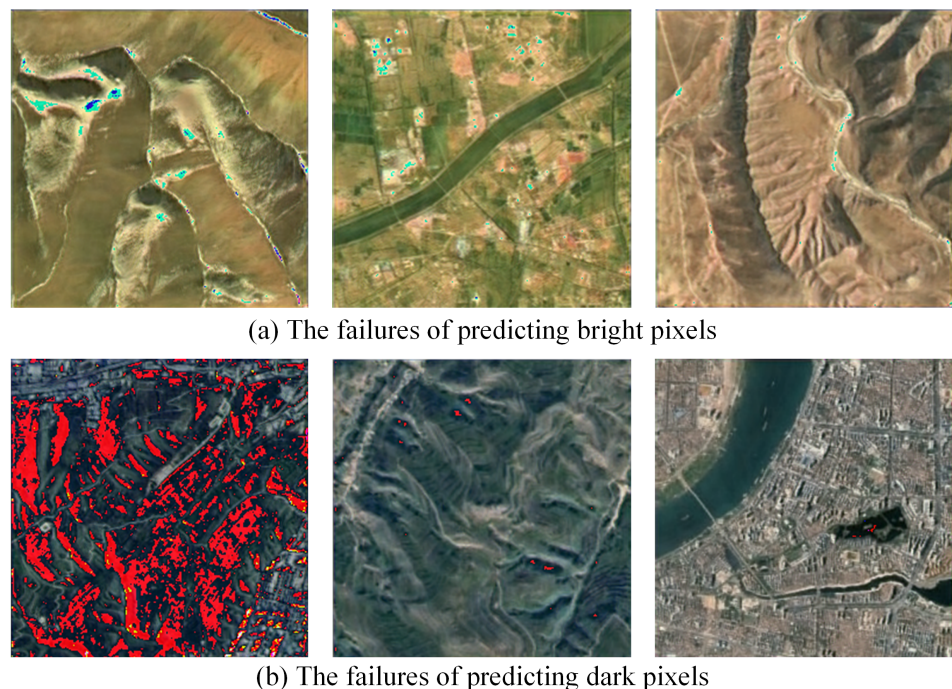 (a) The failures of predicting bright pixels
(b) The failures of predicting dark pixels